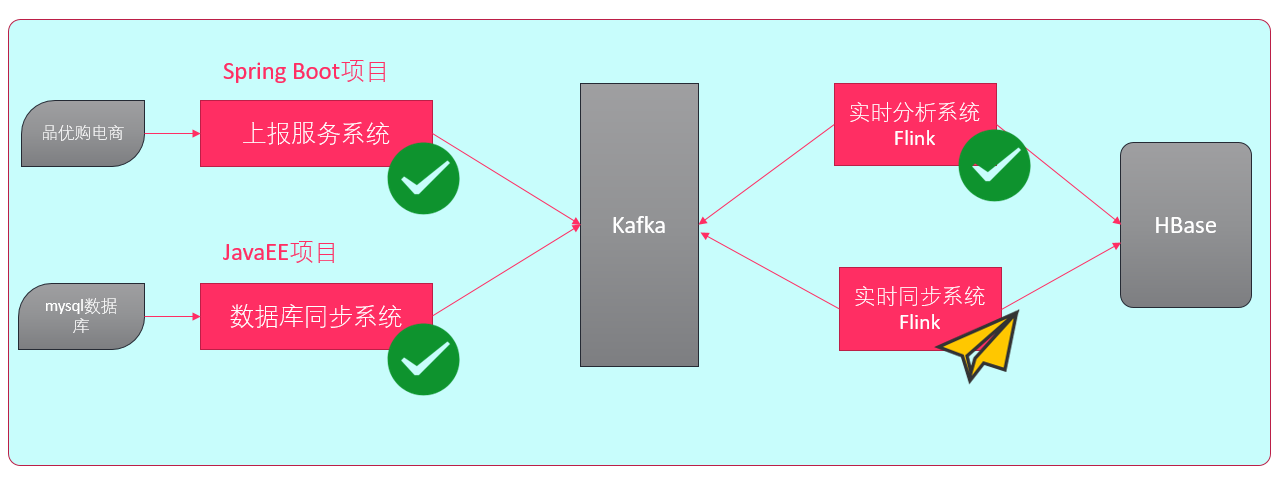 Spring Boot项目
品优购电商
上报服务系统
JavaEE项目
mysql数据
库
数据库同步系统
Kafka
实时分析系统
Flink
实时同步系统
Flink
HBase